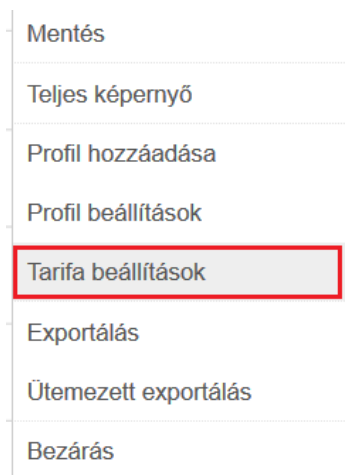 Mentés
Teljes képernyő
Profil hozzáadása
Profil beállítások
Tarifa beállítások
Exportálás
Ütemezett exportálás
Bezárás